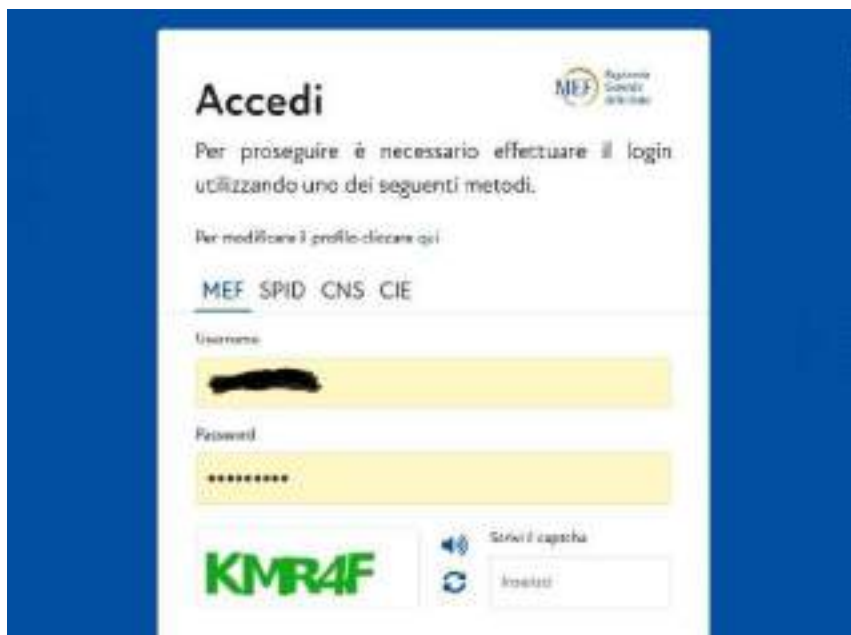 Accedi
MEF
Per proseguire è necessario effettuare il login
utilizzando uno dei seguenti metodi.
Per modificare il profilo cliccare qui
MEF SPID CNS CIE
Username
Password
KMR4F
Scrivi il captcha